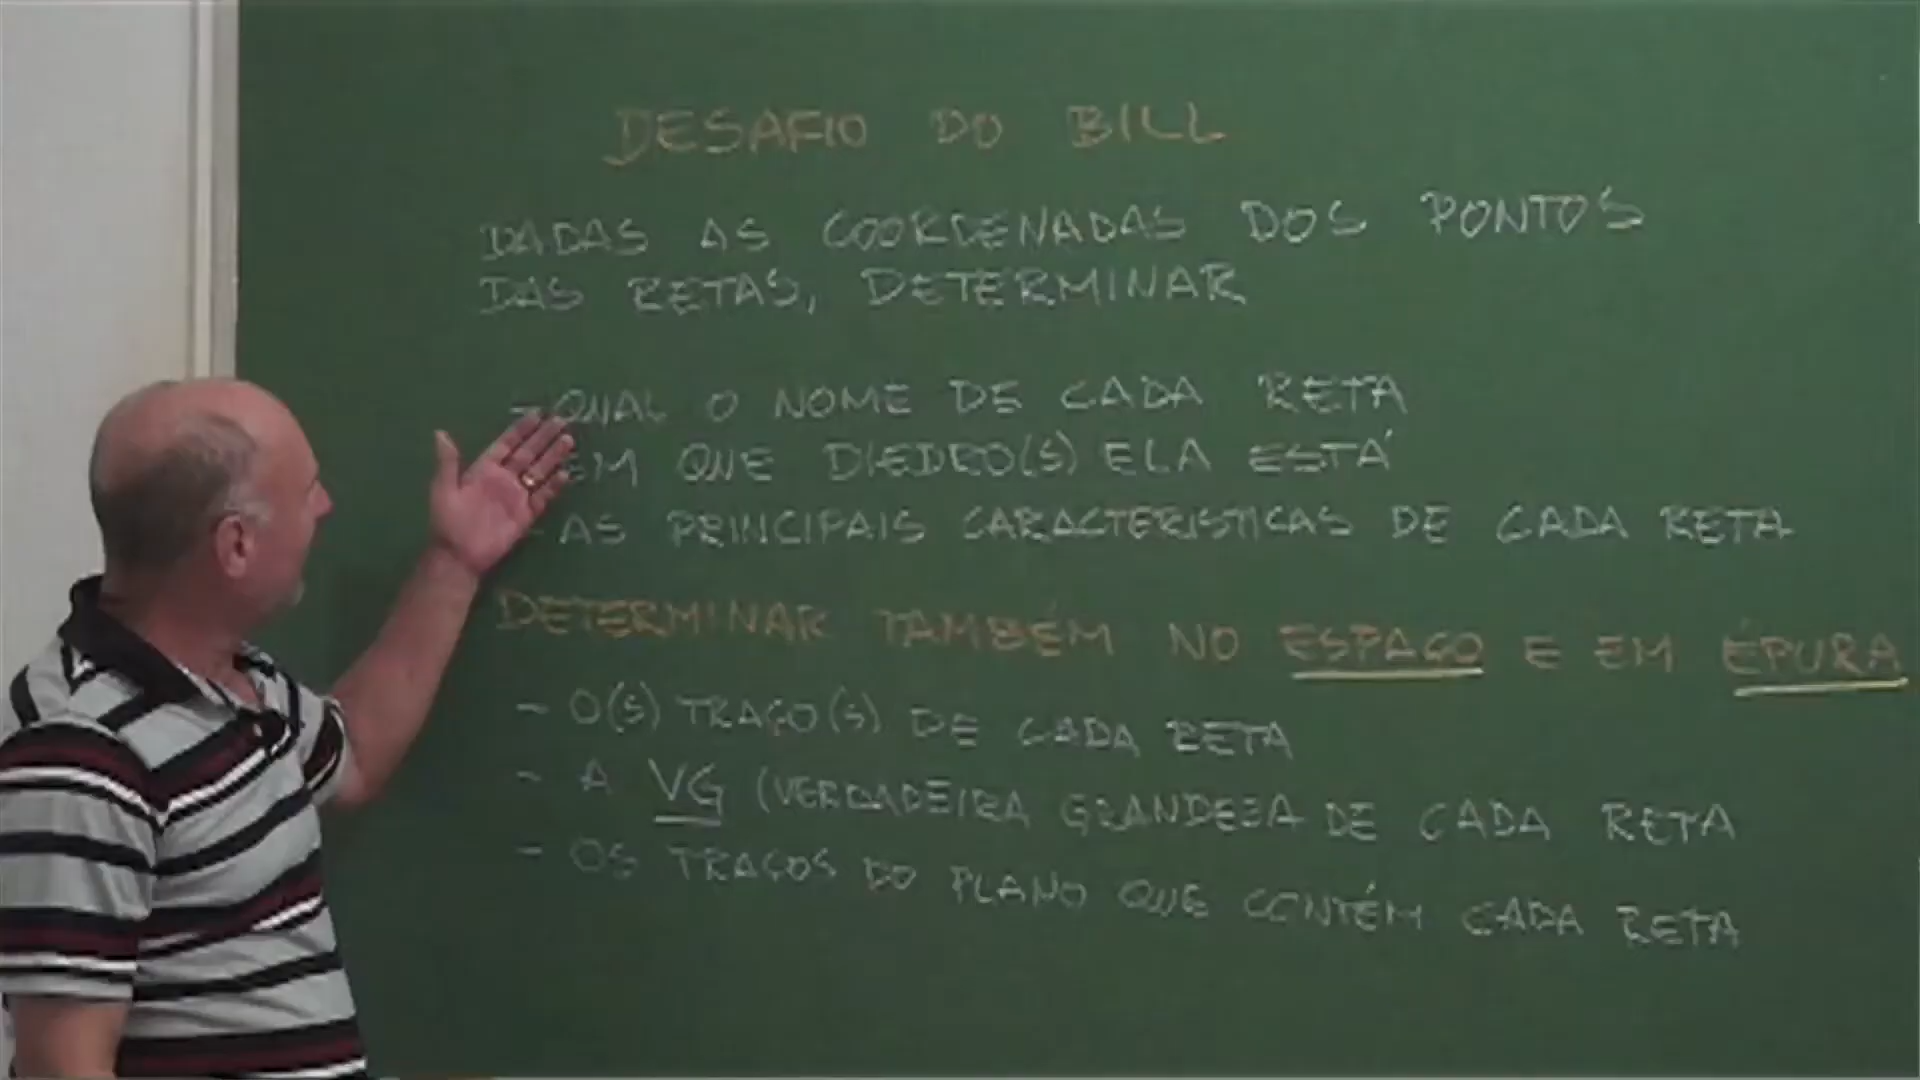 DESAFIO DO BILL
DADAS AS COORDENADAS DOS PONTOS
DAS RETAS, DETERMINAR
- QUAL O NOME DE CADA RETA
EM QUE DIEDRO(S) ELA ESTÁ
- AS PRINCIPAIS CARACTERISTICAS DE CADA RETA
DETERMINAR TAMBÉM NO ESPAÇO E EM ÉPURA
- O(S) TRAÇO(S) DE CADA RETA
- A VG (VERDADEIRA GRANDEZA DE CADA RETA
- OS TRAÇOS DO PLANO QUE CONTÉM CADA RETA